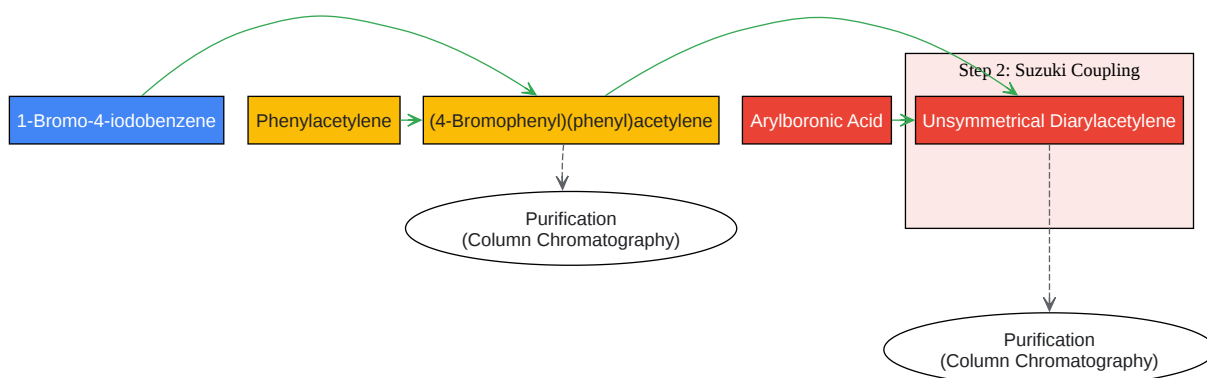 Step 2: Suzuki Coupling
1-Bromo-4-iodobenzene
Phenylacetylene
(4-Bromophenyl)(phenyl)acetylene
Arylboronic Acid
Unsymmetrical Diarylacetylene
Purification
(Column Chromatography)
Purification
(Column Chromatography)